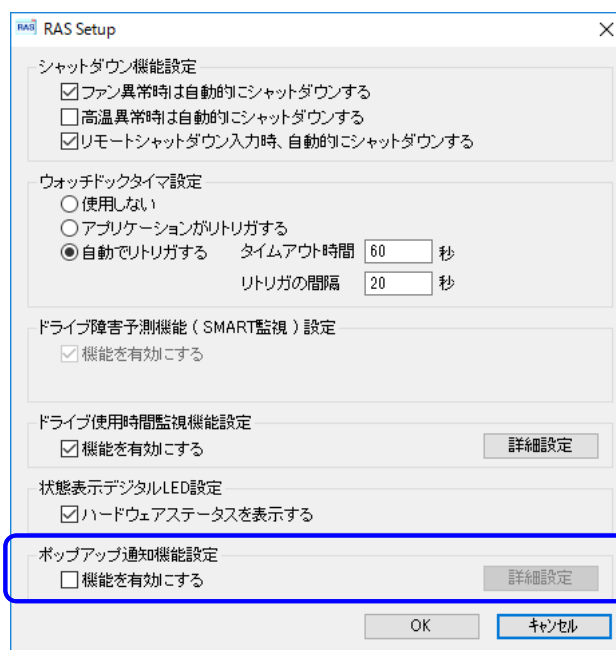 RAS RAS Setup
シャットダウン機能設定
ファン異常時は自動的にシャットダウンする
高温異常時は自動的にシャットダウンする
リモートシャットダウン入力時、自動的にシャットダウンする
ウォッチドックタイマ設定
使用しない
アプリケーションがリトリガする
自動でリトリガする タイムアウト時間 60 秒
リトリガの間隔 20 秒
ドライブ障害予測機能 ( SMART監視 ) 設定
機能を有効にする
ドライブ使用時間監視機能設定
機能を有効にする 詳細設定
状態表示デジタルLED設定
ハードウェアステータスを表示する
ポップアップ通知機能設定
機能を有効にする 詳細設定
OK キャンセル